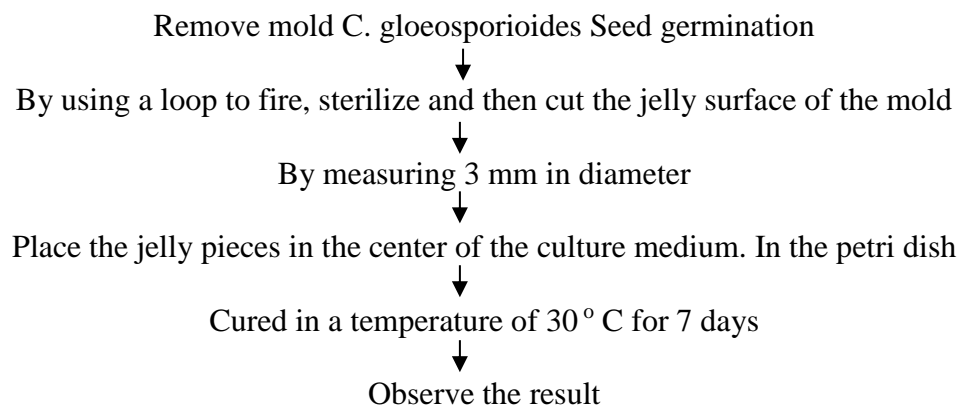 Remove mold C. gloeosporioides Seed germination
By using a loop to fire, sterilize and then cut the jelly surface of the mold
By measuring 3 mm in diameter
Place the jelly pieces in the center of the culture medium. In the petri dish
Cured in a temperature of 30 º C for 7 days
Observe the result